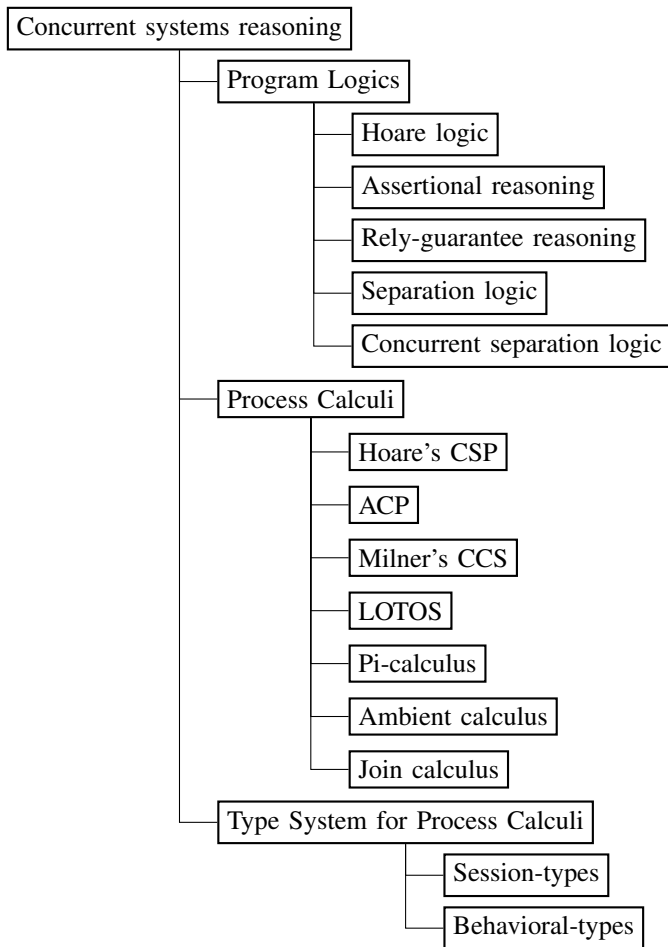 Concurrent systems reasoning
Program Logics
Hoare logic
Assertional reasoning
Rely-guarantee reasoning
Separation logic
Concurrent separation logic
Process Calculi
Hoare's CSP
ACP
Milner's CCS
LOTOS
Pi-calculus
Ambient calculus
Join calculus
Type System for Process Calculi
Session-types
Behavioral-types